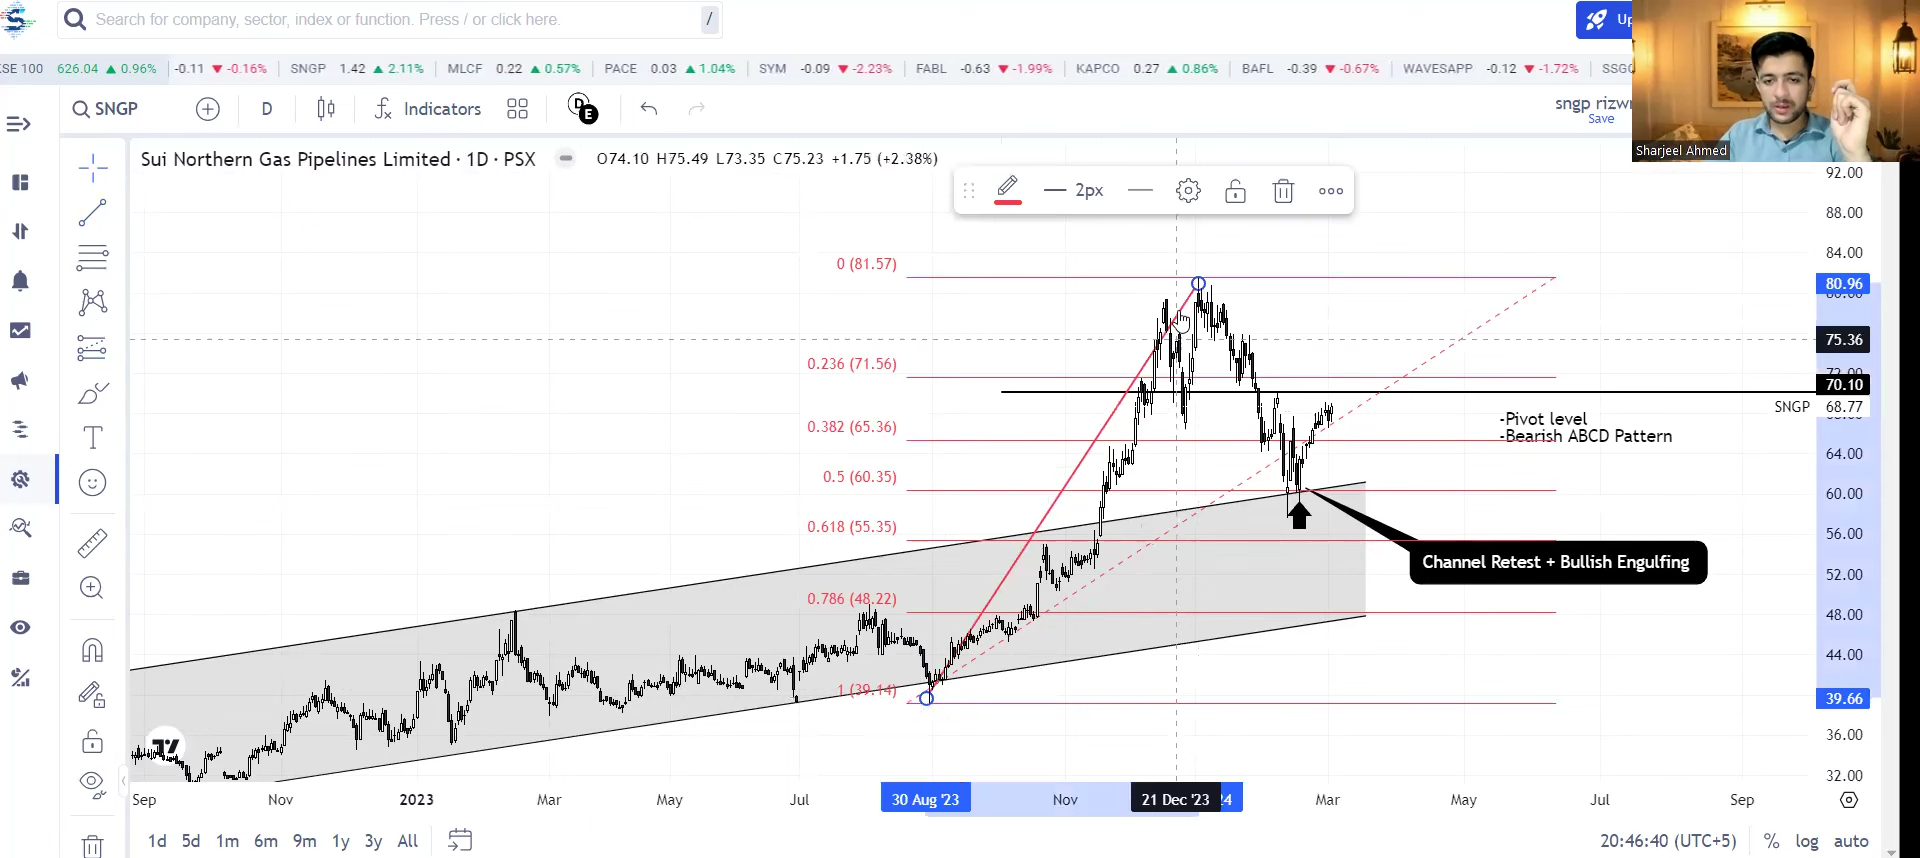 Search for company, sector, index or function. Press / or click here.
/
Up
KSE 100 626.04 ▲ 0.96% -0.11 ▼ -0.16% SNGP 1.42 ▲ 2.11% MLCF 0.22 ▲ 0.57% PACE 0.03 ▲ 1.04% SYM -0.09 ▼ -2.23% FABL -0.63 ▼ -1.99% KAPCO 0.27 ▲ 0.86% BAFL -0.39 ▼ -0.67% WAVESAPP -0.12 ▼ -1.72% SSGC
SNGP D Indicators D E
sngp rizw
Save
Sharjeel Ahmed
Sui Northern Gas Pipelines Limited · 1D · PSX O74.10 H75.49 L73.35 C75.23 +1.75 (+2.38%)
2px
92.00
88.00
84.00
0 (81.57)
80.96
80.00
75.36
0.236 (71.56)
72.00
70.10
SNGP 68.77
-Pivot level
-Bearish ABCD Pattern
0.382 (65.36)
64.00
0.5 (60.35)
60.00
0.618 (55.35)
56.00
Channel Retest + Bullish Engulfing
52.00
0.786 (48.22)
48.00
44.00
1 (39.14)
39.66
36.00
32.00
Sep Nov 2023 Mar May Jul 30 Aug '23 Nov 21 Dec '23 24 Mar May Jul Sep
1d 5d 1m 6m 9m 1y 3y All
20:46:40 (UTC+5) % log auto